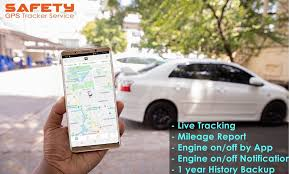 SAFETY
GPS Tracker Service
- Live Tracking
- Mileage Report
- Engine on/off by App
- Engine on/off Notification
- 1 year History Backup